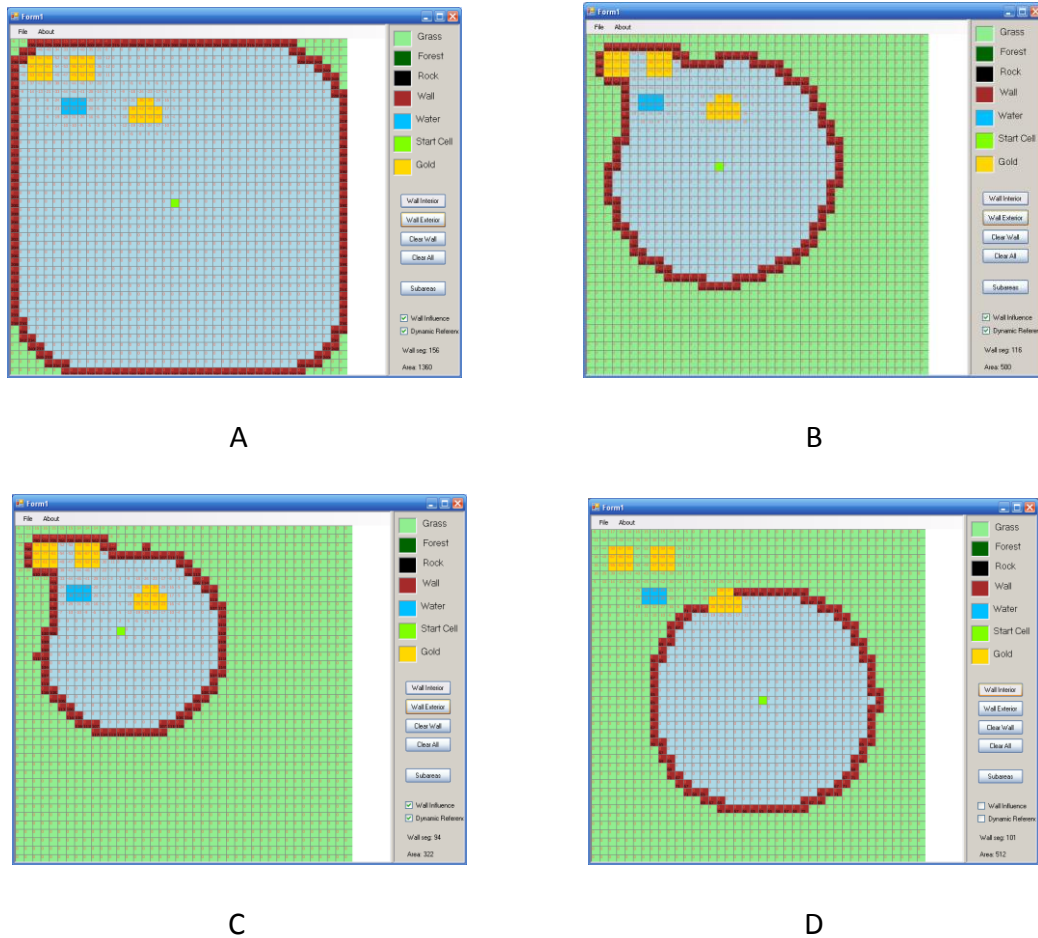 Form1
File About
Grass
Forest
Rock
Wall
Water
Start Cell
Gold
Wall Interior
Wall Exterior
Clear Wall
Clear All
Subareas
Wall Influence
Dynamic Referen
Wall seg: 156
Area: 1360
A
Form1
File About
Grass
Forest
Rock
Wall
Water
Start Cell
Gold
Wall Interior
Wall Exterior
Clear Wall
Clear All
Subareas
Wall Influence
Dynamic Referen
Wall seg: 116
Area: 580
B
Form1
File About
Grass
Forest
Rock
Wall
Water
Start Cell
Gold
Wall Interior
Wall Exterior
Clear Wall
Clear All
Subareas
Wall Influence
Dynamic Referen
Wall seg: 94
Area: 322
C
Form1
File About
Grass
Forest
Rock
Wall
Water
Start Cell
Gold
Wall Interior
Wall Exterior
Clear Wall
Clear All
Subareas
Wall Influence
Dynamic Referen
Wall seg: 101
Area: 512
D